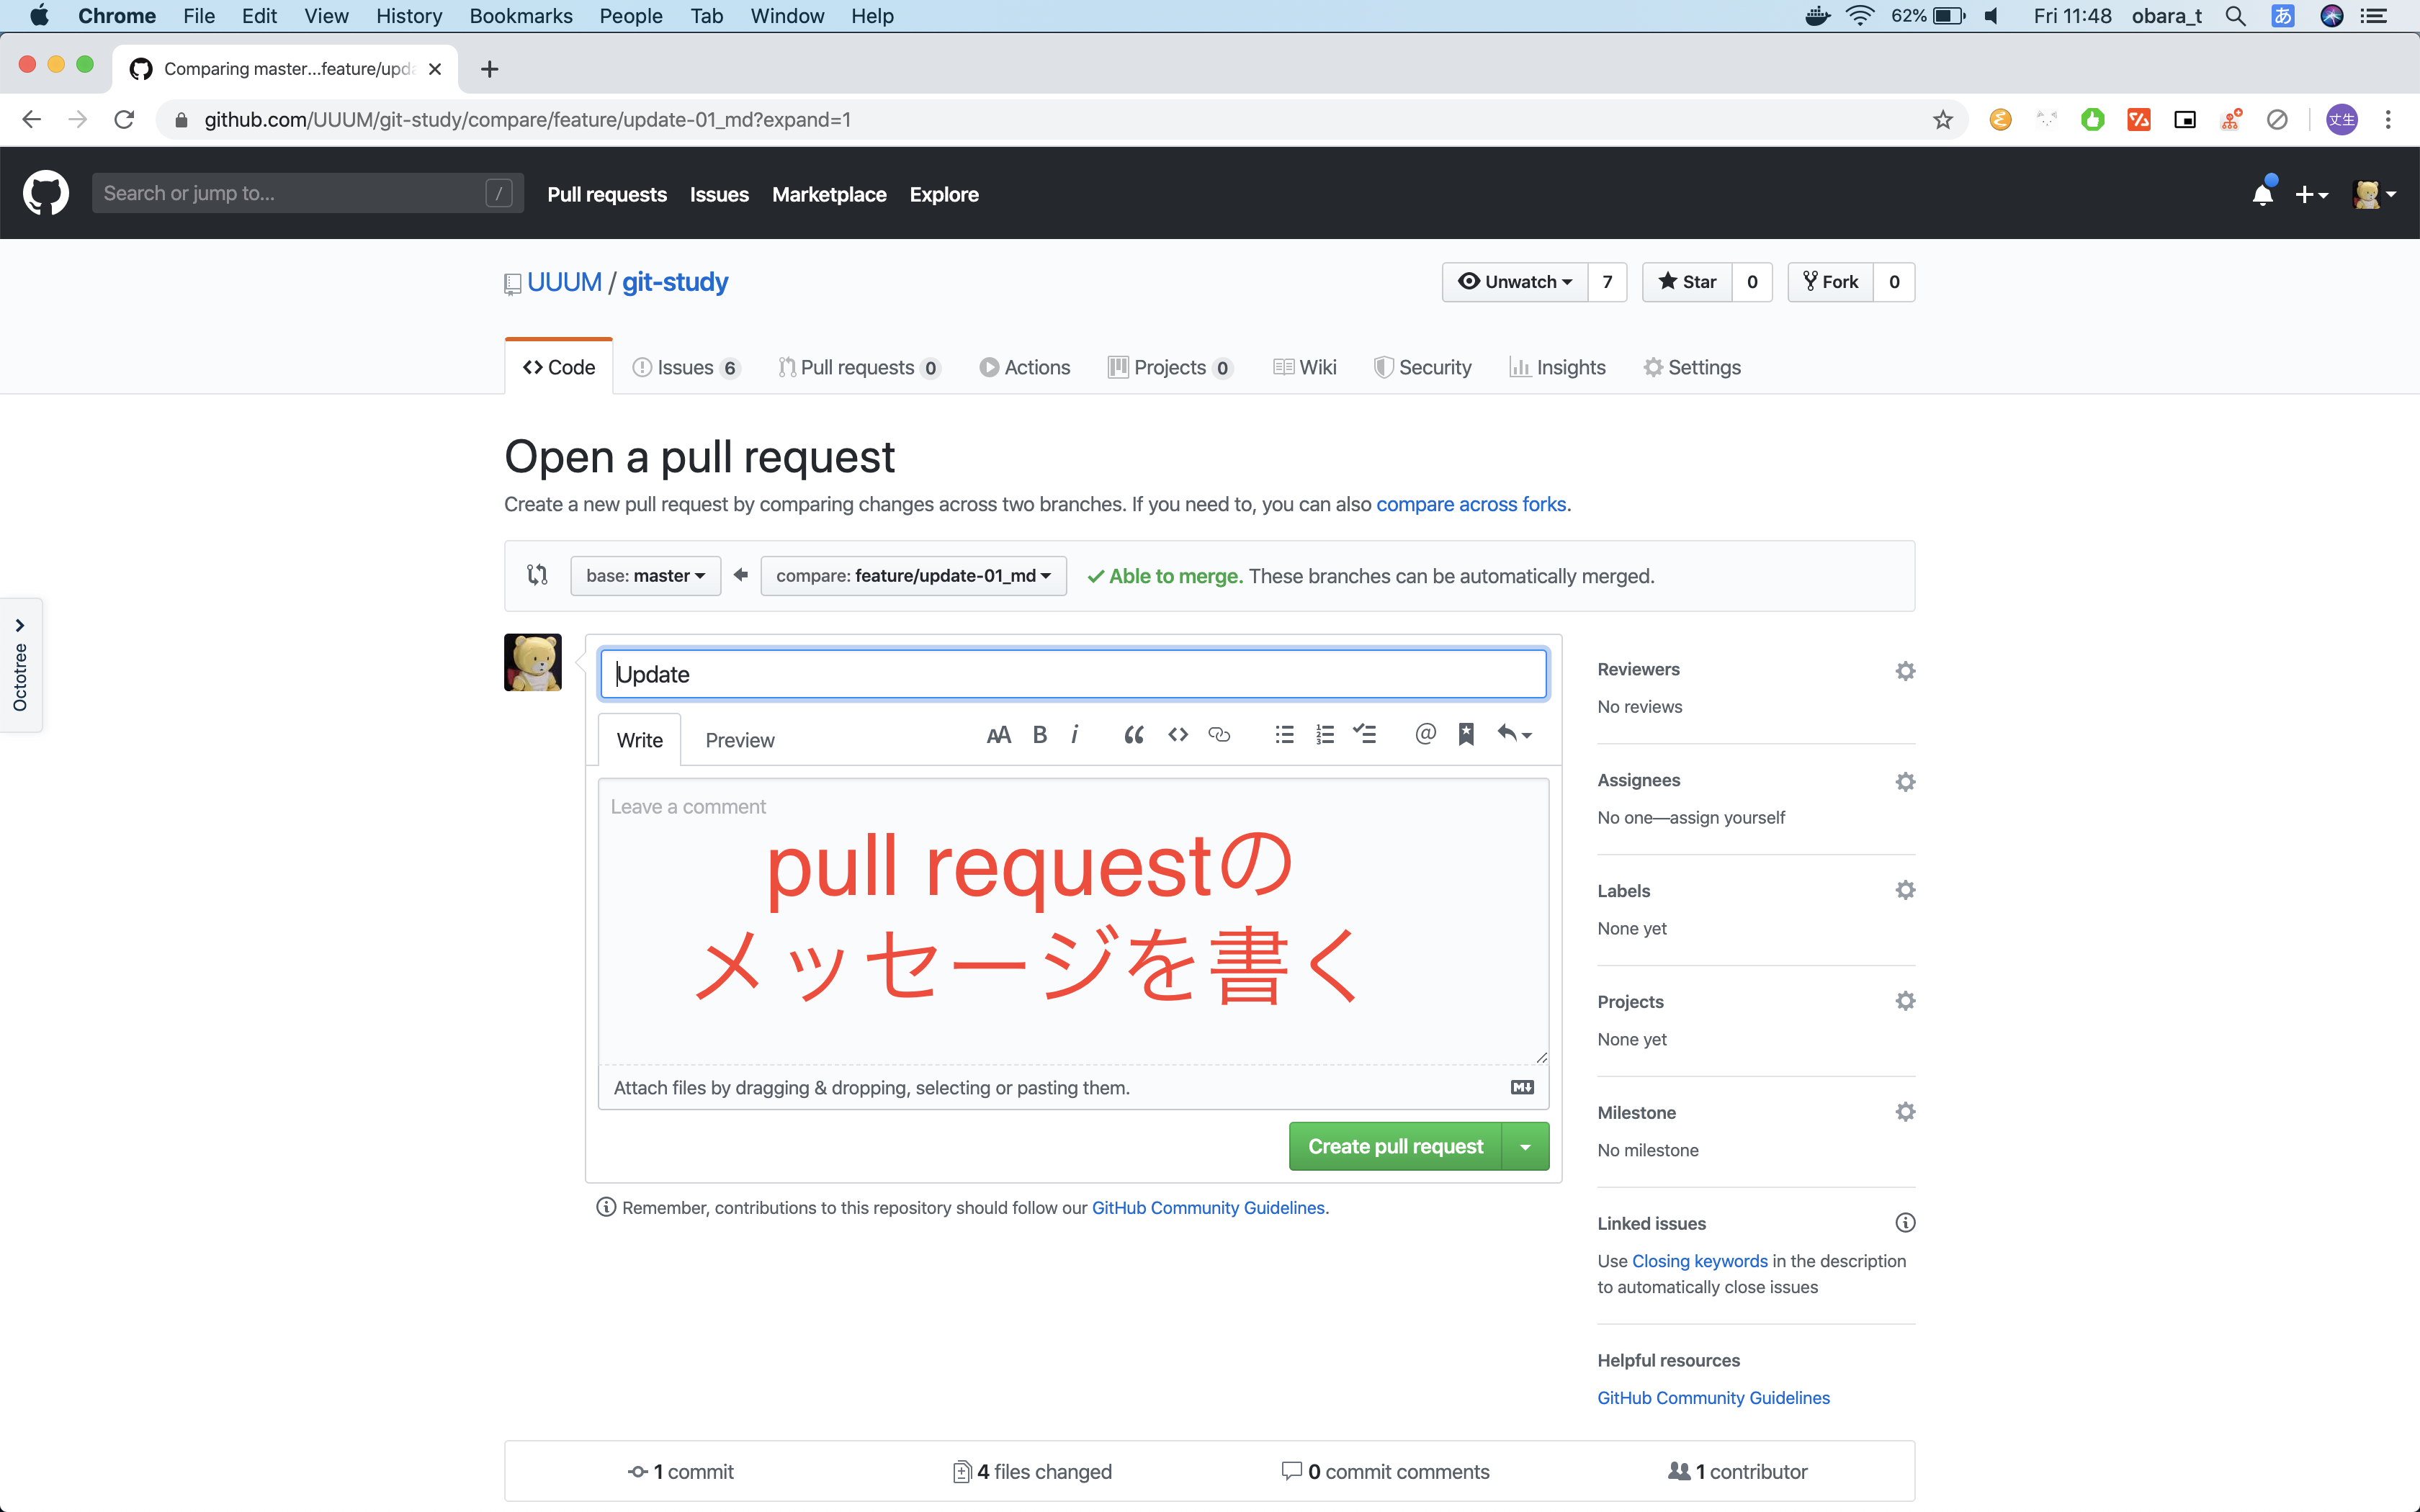 Chrome File Edit View History Bookmarks People Tab Window Help 62% Fri 11:48 obara_t あ
Comparing master...feature/upda
github.com/UUUM/git-study/compare/feature/update-01_md?expand=1 丈生
Search or jump to... / Pull requests Issues Marketplace Explore
UUUM / git-study Unwatch 7 Star 0 Fork 0
Code Issues 6 Pull requests 0 Actions Projects 0 Wiki Security Insights Settings
Open a pull request
Create a new pull request by comparing changes across two branches. If you need to, you can also compare across forks.
base: master compare: feature/update-01_md Able to merge. These branches can be automatically merged.
Octotree
Update
Write Preview AA B i
Leave a comment
pull requestの
メッセージを書く
Attach files by dragging & dropping, selecting or pasting them. M
Create pull request
Remember, contributions to this repository should follow our GitHub Community Guidelines.
Reviewers
No reviews
Assignees
No one—assign yourself
Labels
None yet
Projects
None yet
Milestone
No milestone
Linked issues
Use Closing keywords in the description
to automatically close issues
Helpful resources
GitHub Community Guidelines
1 commit 4 files changed 0 commit comments 1 contributor